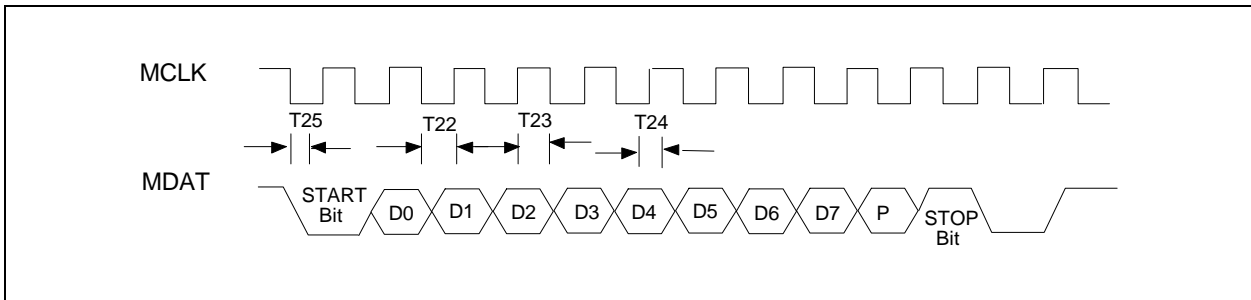 MCLK
T25
T22
T23
T24
MDAT
START
Bit
D0
D1
D2
D3
D4
D5
D6
D7
P
STOP
Bit